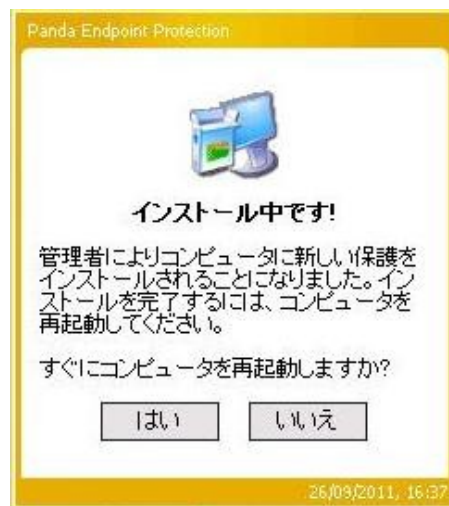 Panda Endpoint Protection
インストール中です!
管理者によりコンピュータに新しい保護を
インストールされることになりました。イン
ストールを完了するには、コンピュータを
再起動してください。
すぐにコンピュータを再起動しますか?
はい
いいえ
26/09/2011, 16:37